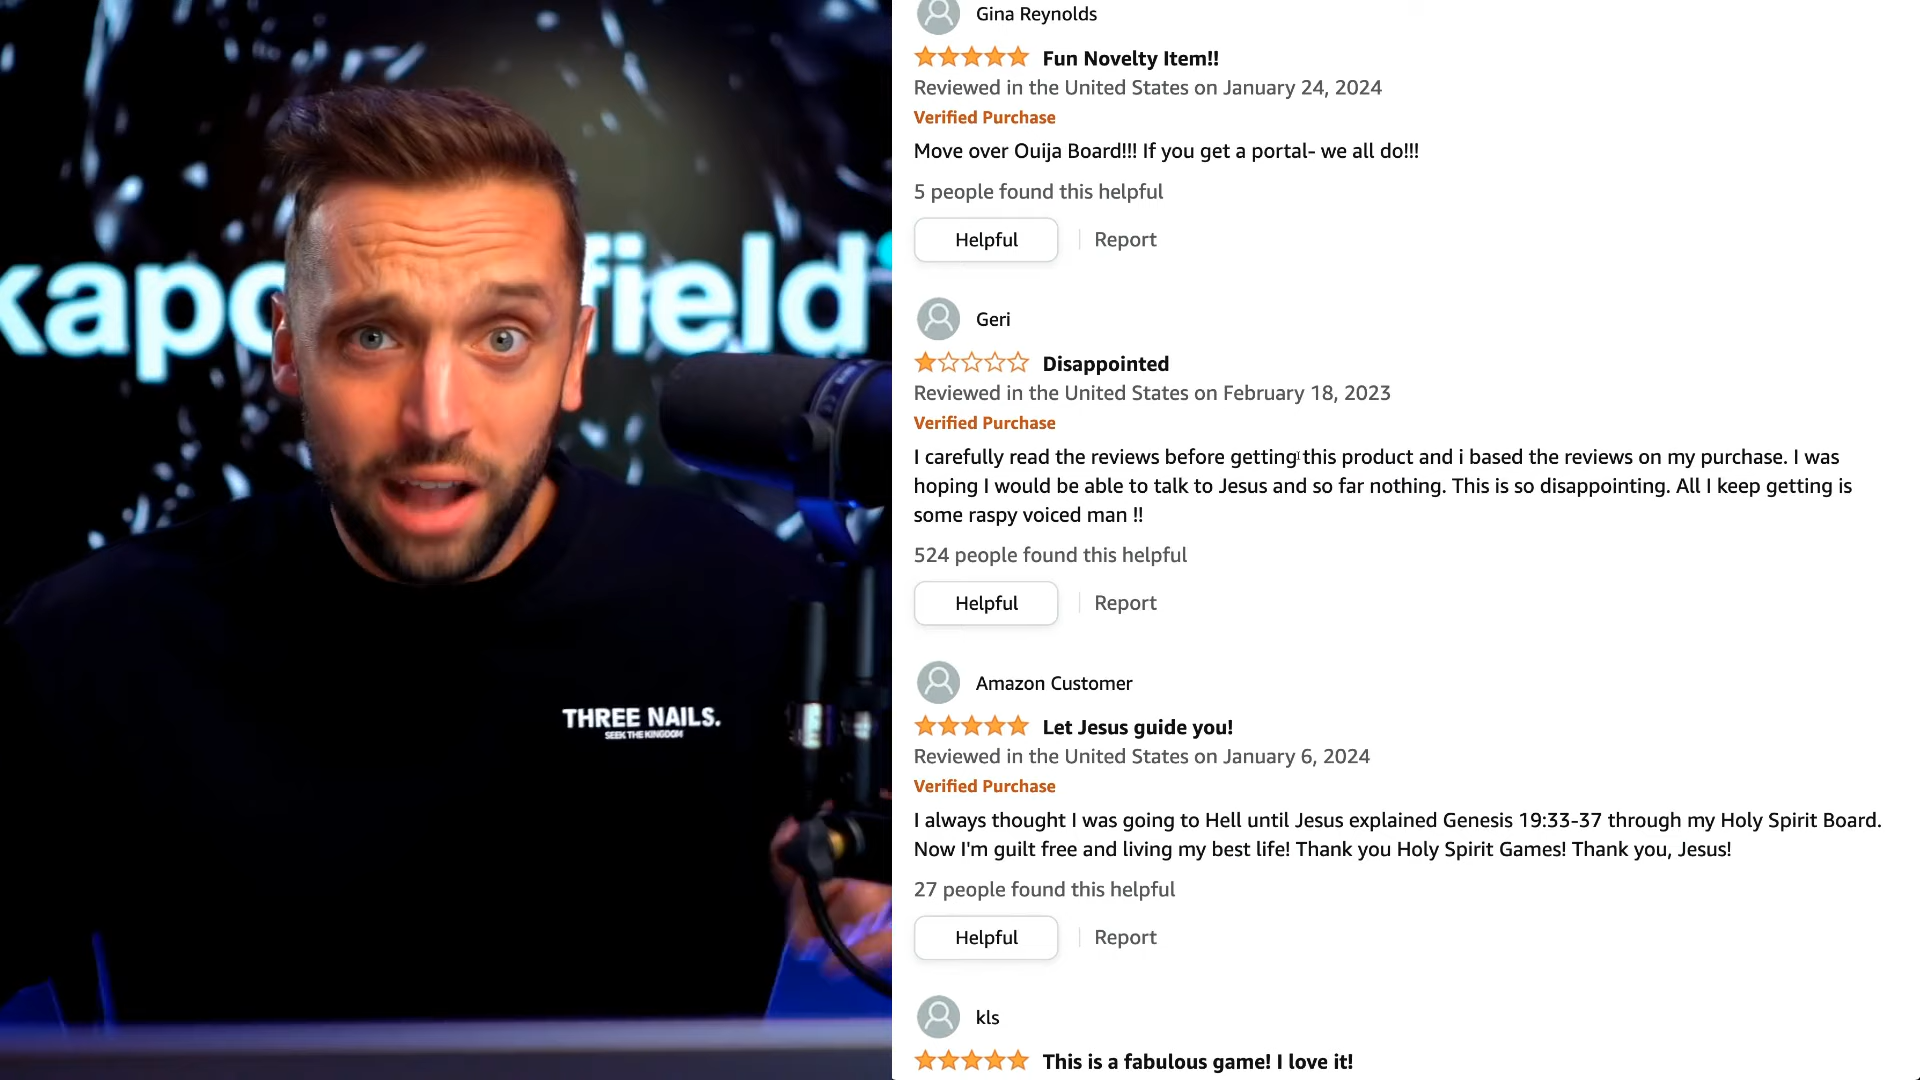 kapo
field
THREE NAILS.
SEEK THE KINGDOM
Gina Reynolds
Fun Novelty Item!!
Reviewed in the United States on January 24, 2024
Verified Purchase
Move over Ouija Board!!! If you get a portal- we all do!!!
5 people found this helpful
Helpful
Report
Geri
Disappointed
Reviewed in the United States on February 18, 2023
Verified Purchase
I carefully read the reviews before getting this product and i based the reviews on my purchase. I was
hoping I would be able to talk to Jesus and so far nothing. This is so disappointing. All I keep getting is
some raspy voiced man !!
524 people found this helpful
Helpful
Report
Amazon Customer
Let Jesus guide you!
Reviewed in the United States on January 6, 2024
Verified Purchase
I always thought I was going to Hell until Jesus explained Genesis 19:33-37 through my Holy Spirit Board.
Now I'm guilt free and living my best life! Thank you Holy Spirit Games! Thank you, Jesus!
27 people found this helpful
Helpful
Report
kls
This is a fabulous game! I love it!